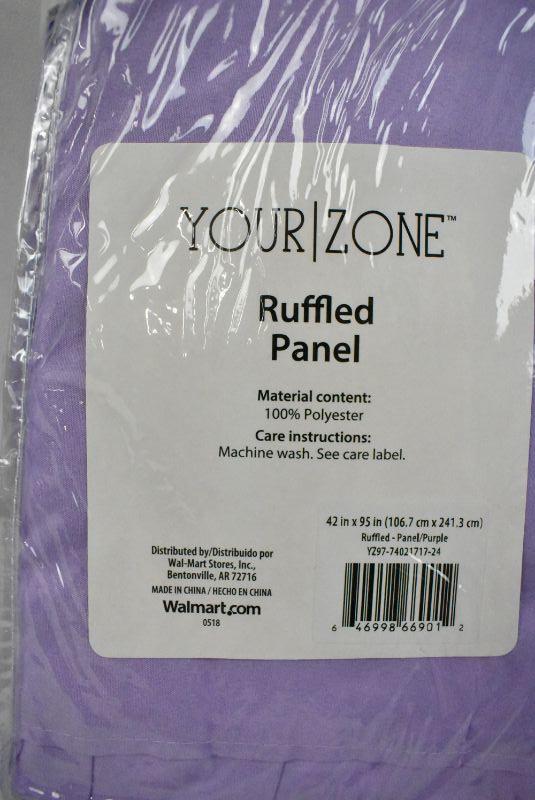 YOUR|ZONE™
Ruffled
Panel
Material content:
100% Polyester
Care instructions:
Machine wash. See care label.
42 in x 95 in (106.7 cm x 241.3 cm)
Ruffled - Panel/Purple
YZ97-74021717-24
6 46998 66901 2
Distributed by/Distribuido por
Wal-Mart Stores, Inc.,
Bentonville, AR 72716
MADE IN CHINA / HECHO EN CHINA
Walmart.com
0518